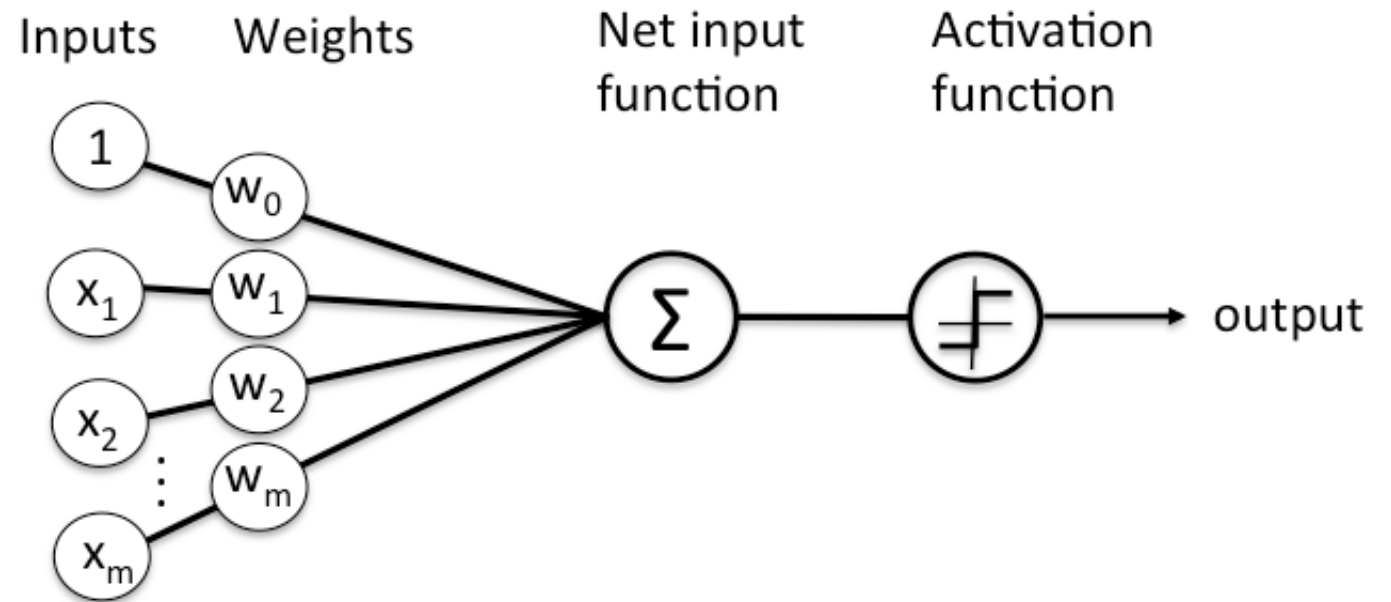 Inputs Weights Net input function Activation function
1 w₀
x₁ w₁
Σ
output
x₂ w₂
⋮
wₘ
xₘ